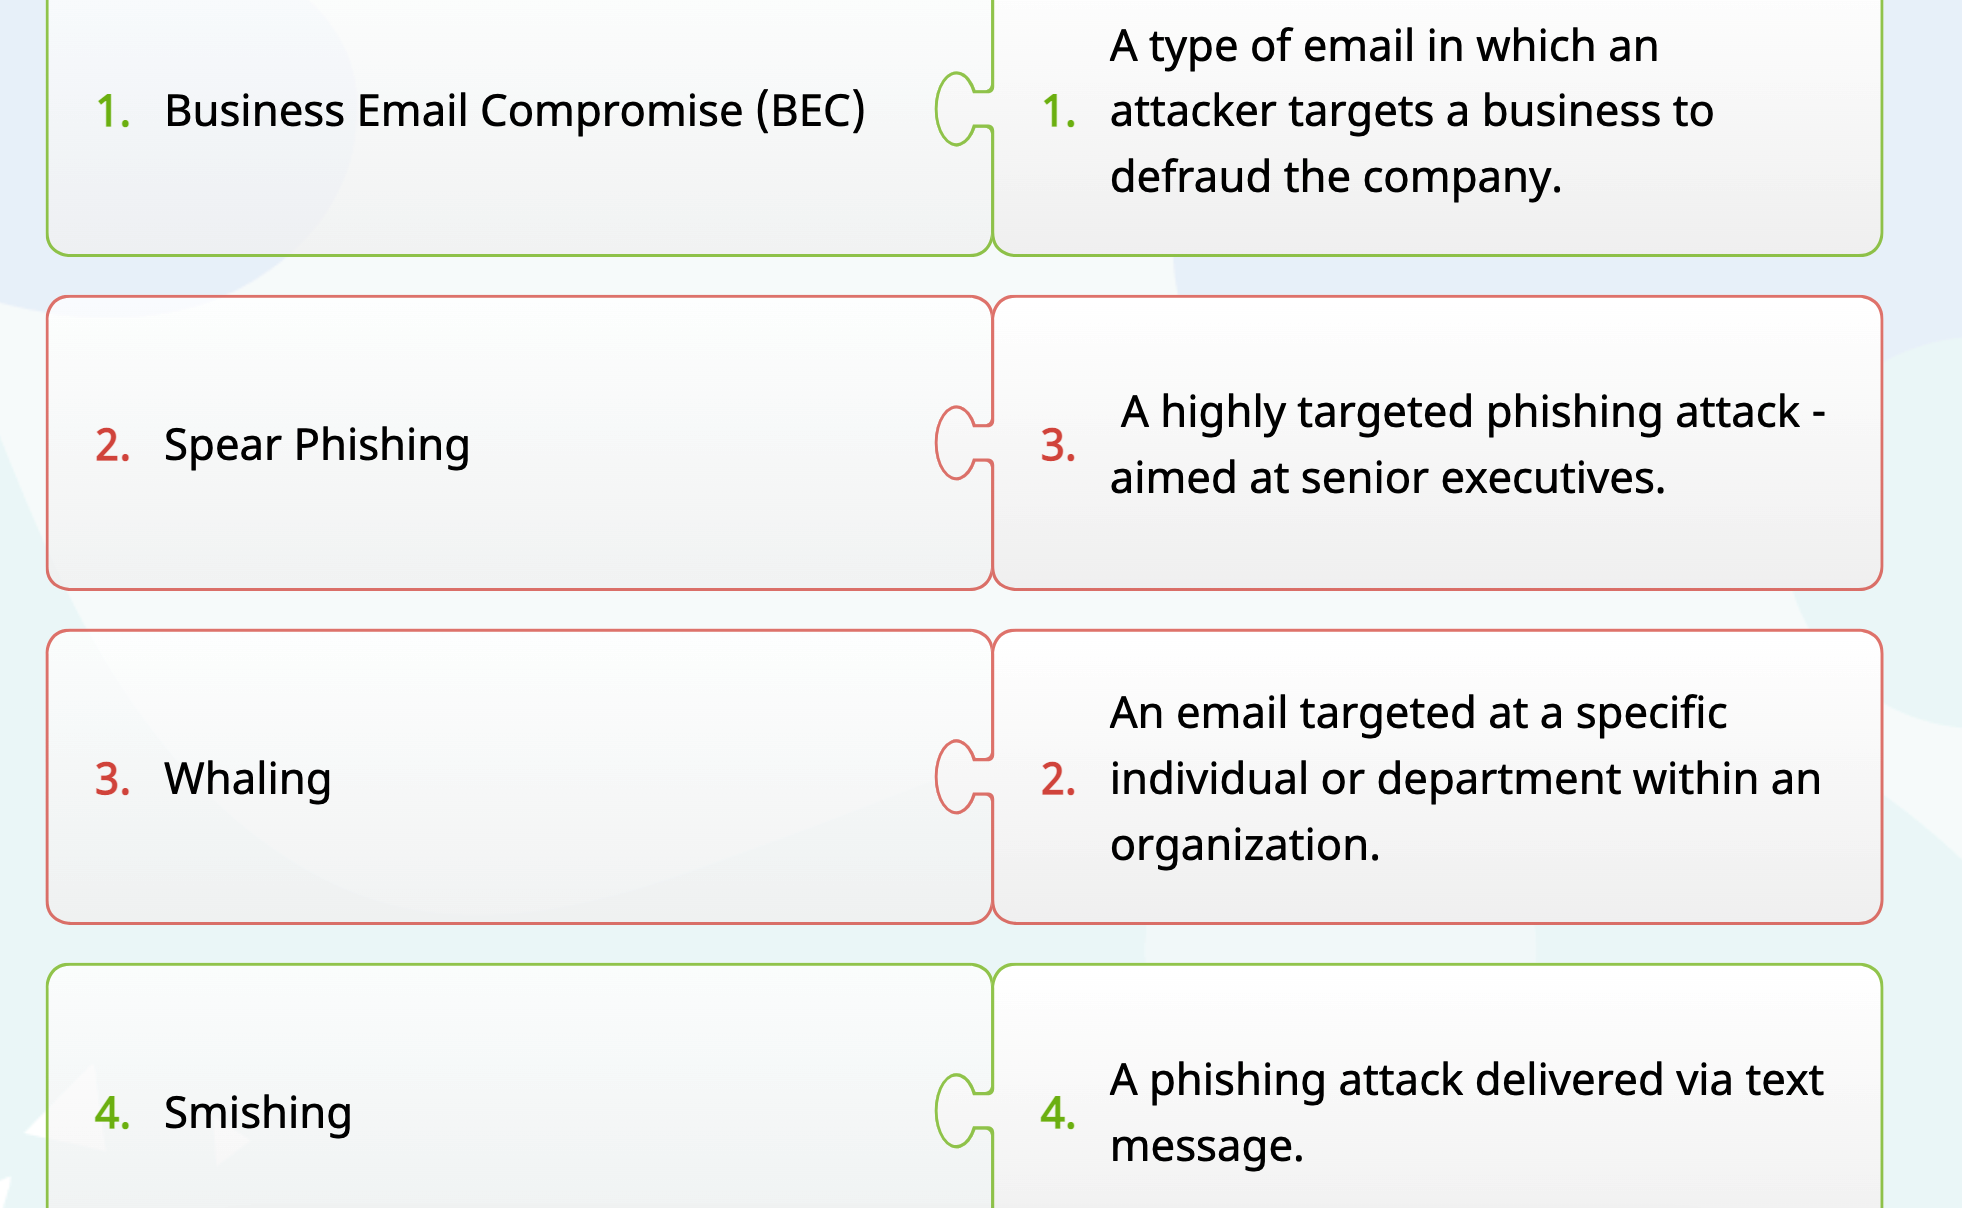 1. Business Email Compromise (BEC)
A type of email in which an
1. attacker targets a business to
defraud the company.
2. Spear Phishing
A highly targeted phishing attack -
3.
aimed at senior executives.
3. Whaling
An email targeted at a specific
2. individual or department within an
organization.
4. Smishing
A phishing attack delivered via text
4.
message.